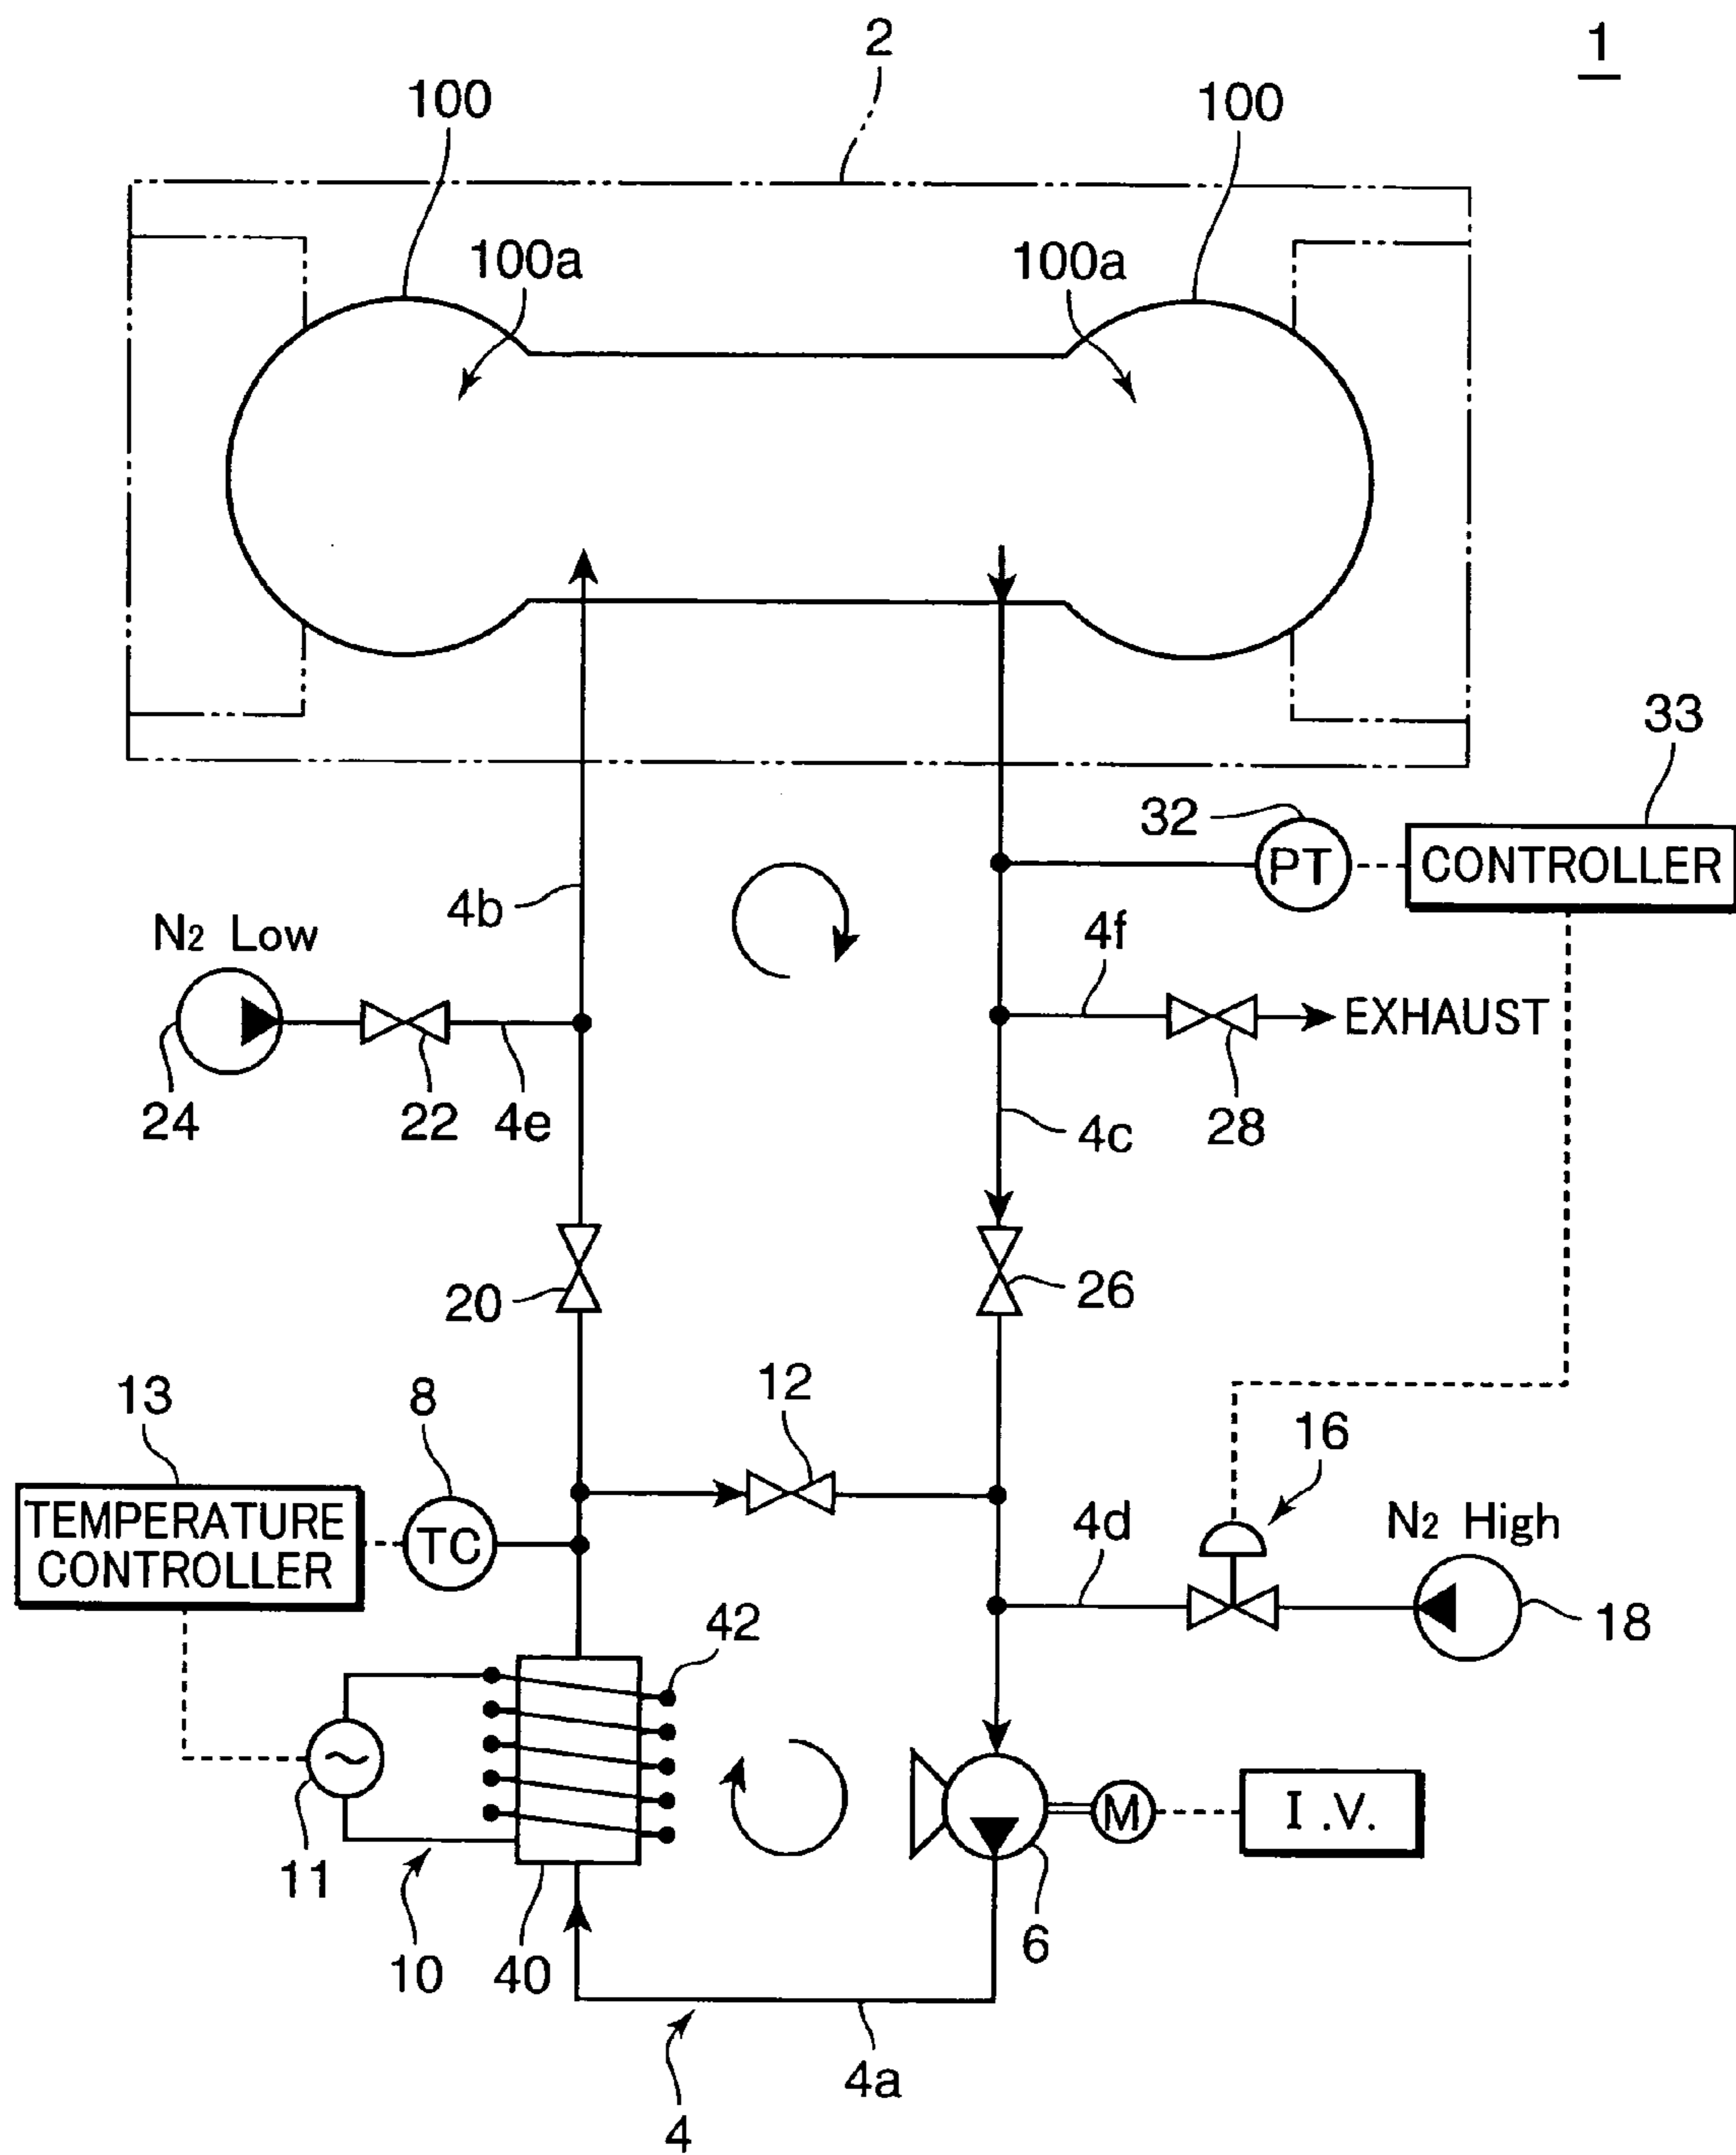 2
1
100
100
100a
100a
33
32
PT
CONTROLLER
4b
N2 Low
4f
EXHAUST
24
22
4e
28
4c
20
26
13
8
12
16
TEMPERATURE
CONTROLLER
TC
4d
N2 High
42
18
11
M
I.V.
10
40
6
4a
4